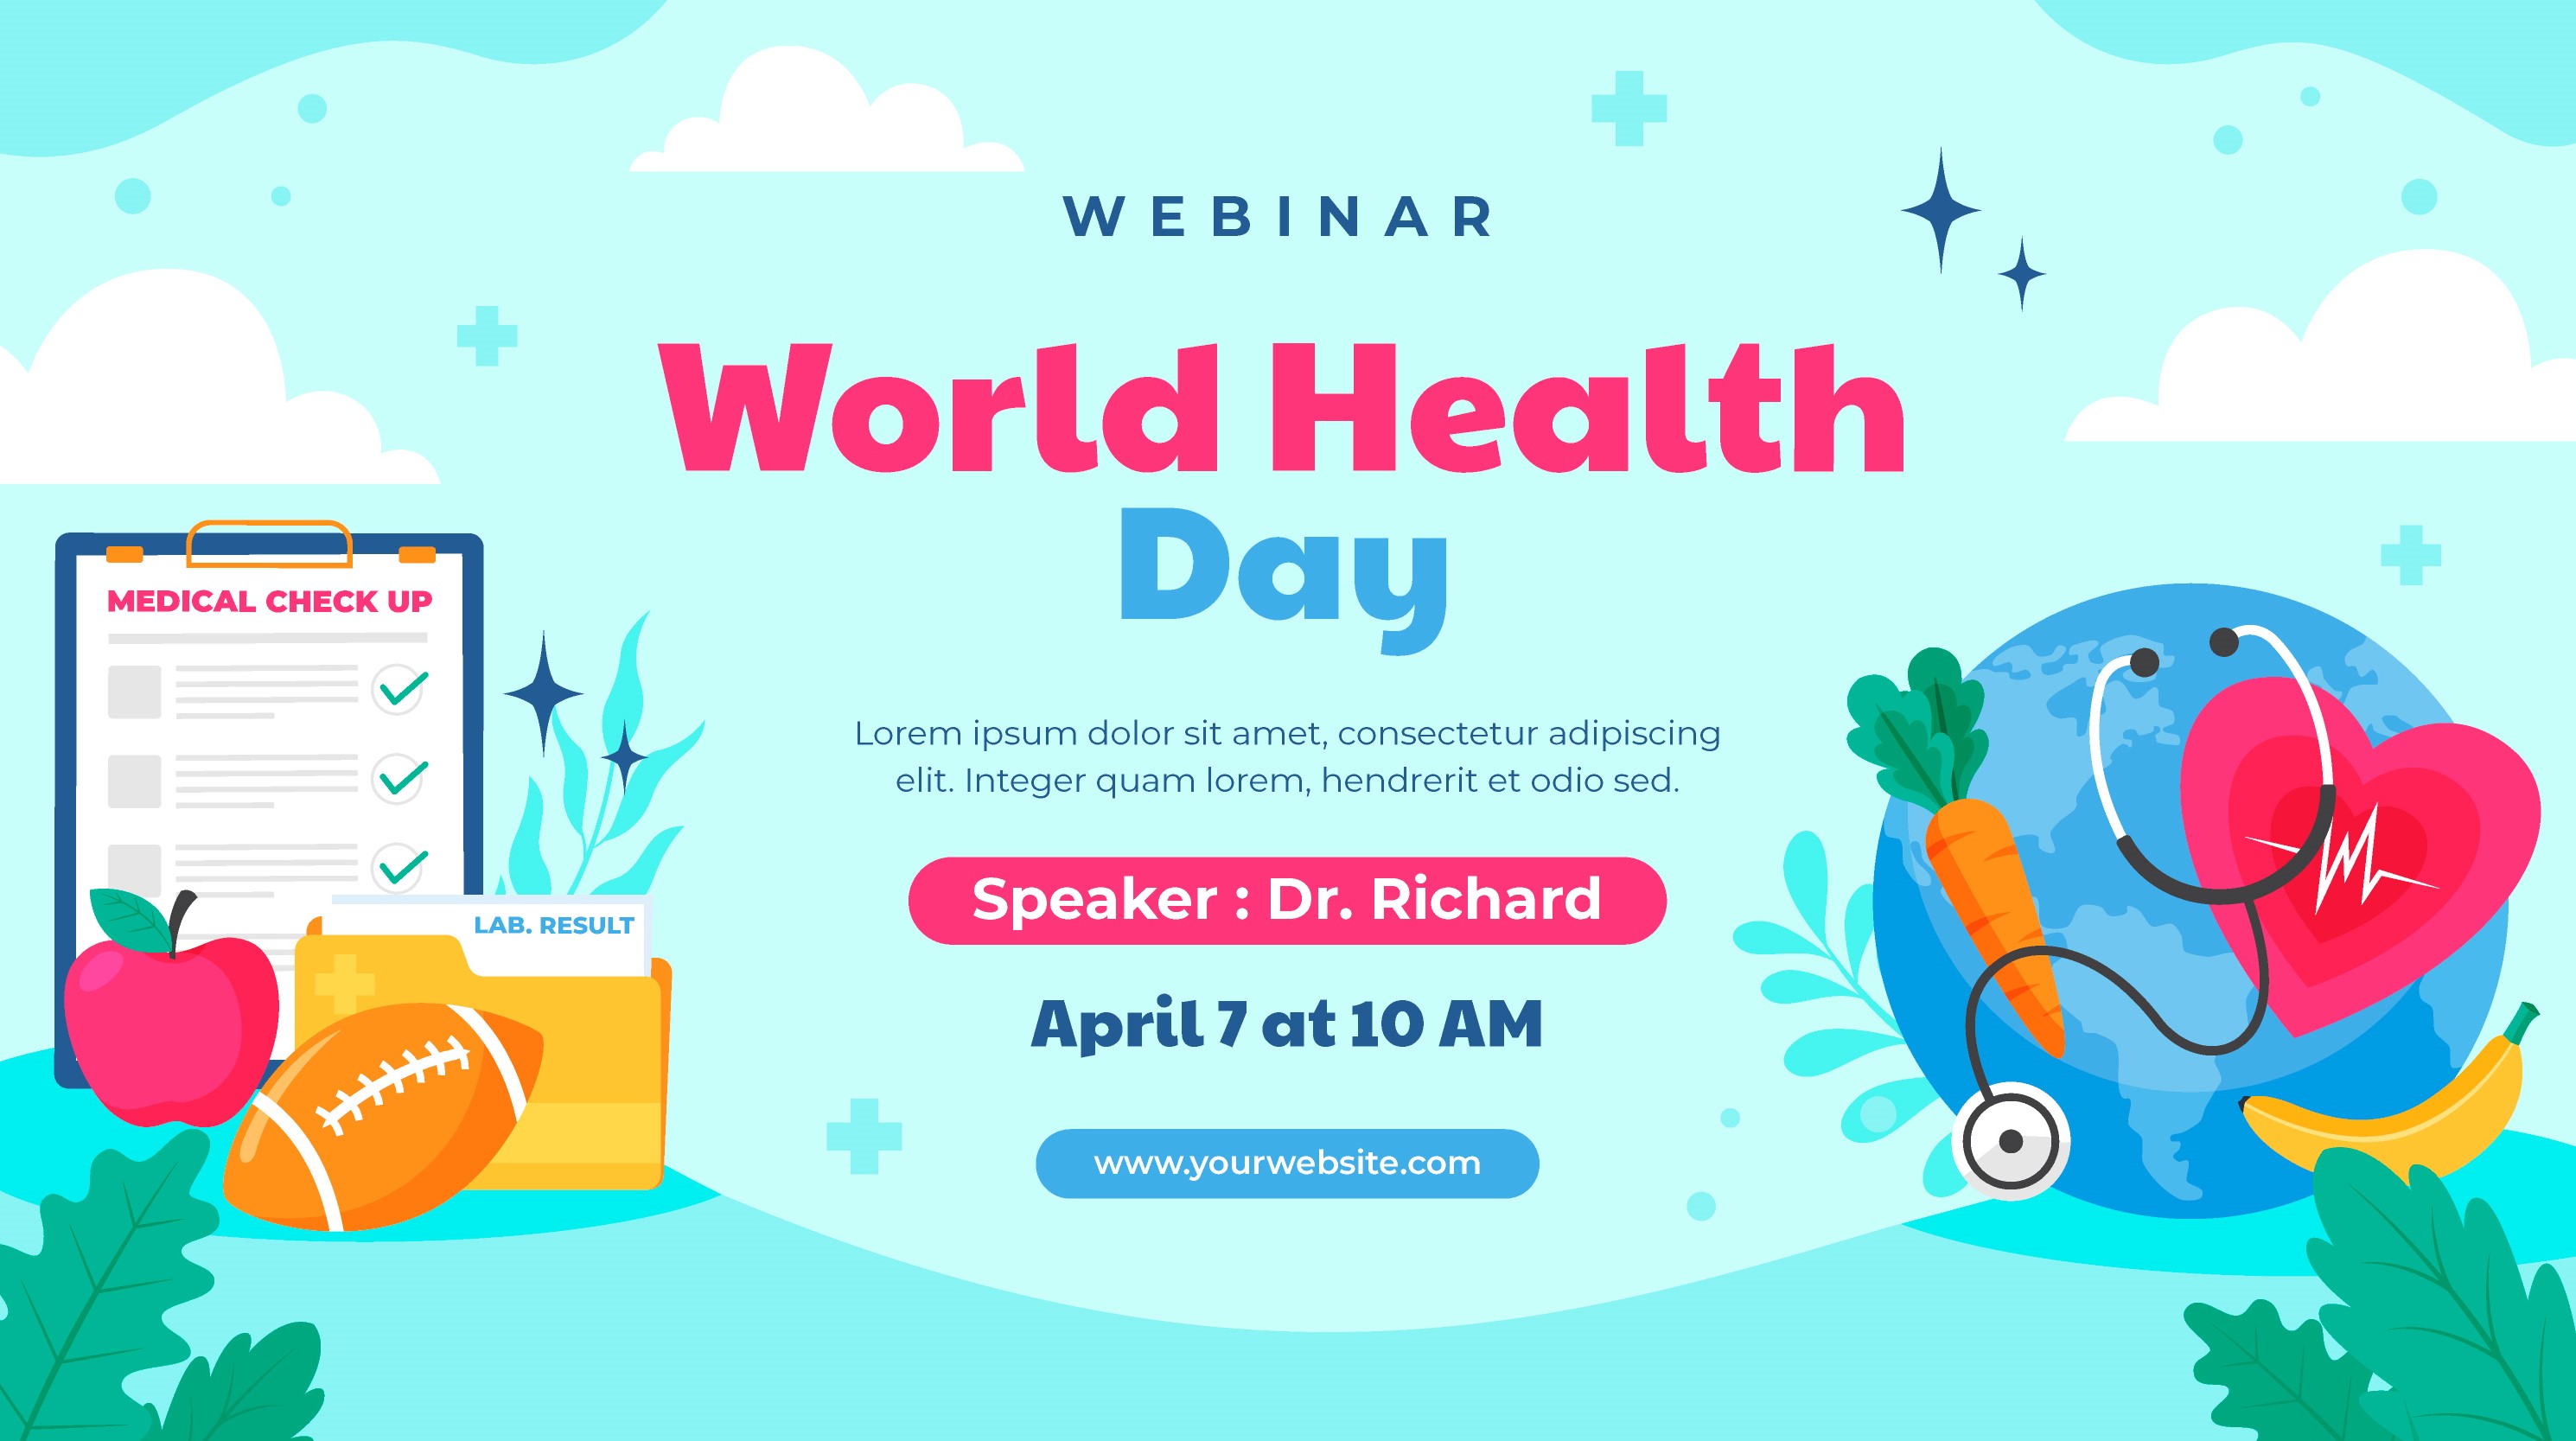 WEBINAR
World Health
Day
Lorem ipsum dolor sit amet, consectetur adipiscing
elit. Integer quam lorem, hendrerit et odio sed.
Speaker : Dr. Richard
April 7 at 10 AM
www.yourwebsite.com
MEDICAL CHECK UP
LAB. RESULT